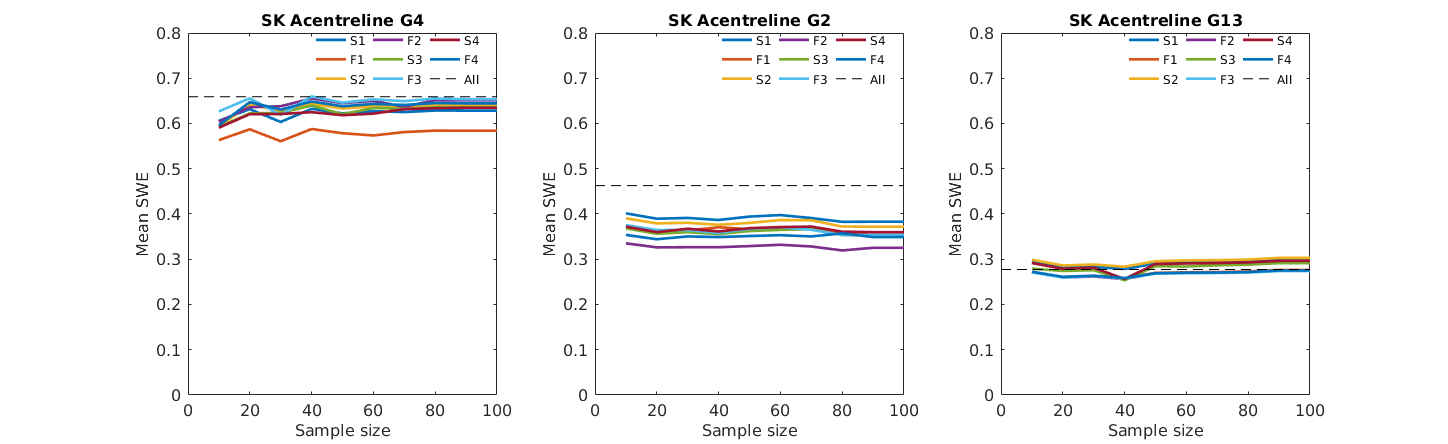 SK Acentreline G4
S1 F2 S4
F1 S3 F4
S2 F3 All
0.8
0.7
0.6
0.5
0.4
0.3
0.2
0.1
0
Mean SWE
0 20 40 60 80 100
Sample size
SK Acentreline G2
S1 F2 S4
F1 S3 F4
S2 F3 All
0.8
0.7
0.6
0.5
0.4
0.3
0.2
0.1
0
Mean SWE
0 20 40 60 80 100
Sample size
SK Acentreline G13
S1 F2 S4
F1 S3 F4
S2 F3 All
0.8
0.7
0.6
0.5
0.4
0.3
0.2
0.1
0
Mean SWE
0 20 40 60 80 100
Sample size